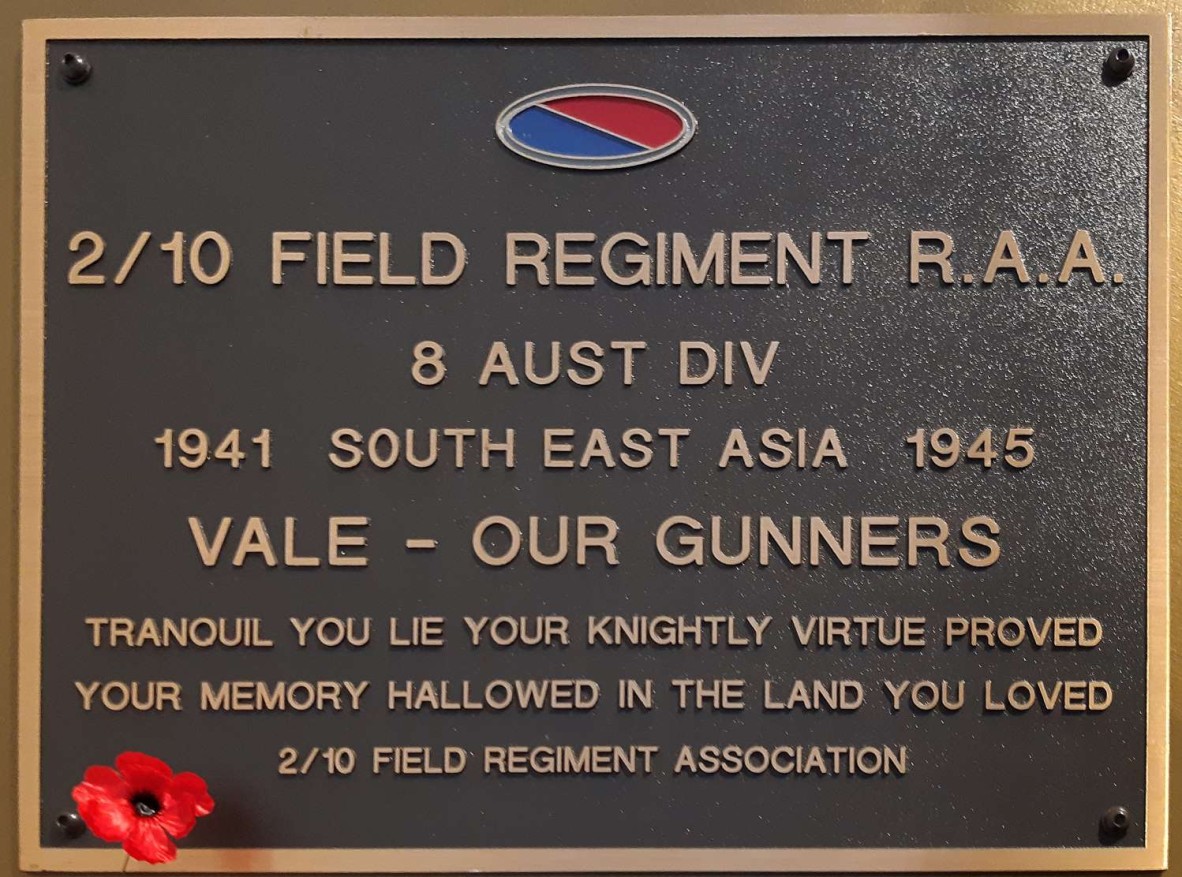 2/10 FIELD REGIMENT R.A.A.
8 AUST DIV
1941 SOUTH EAST ASIA 1945
VALE - OUR GUNNERS
TRANOUIL YOU LIE YOUR KNIGHTLY VIRTUE PROVED
YOUR MEMORY HALLOWED IN THE LAND YOU LOVED
2/10 FIELD REGIMENT ASSOCIATION